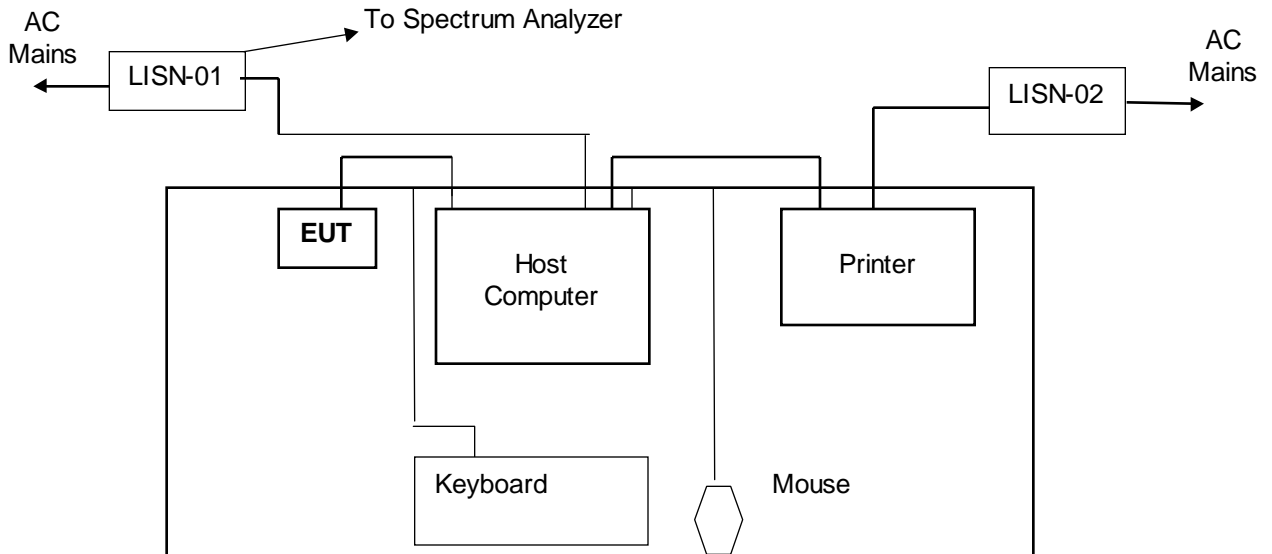 AC
Mains
To Spectrum Analyzer
LISN-01
AC
Mains
LISN-02
EUT
Host
Computer
Printer
Keyboard
Mouse